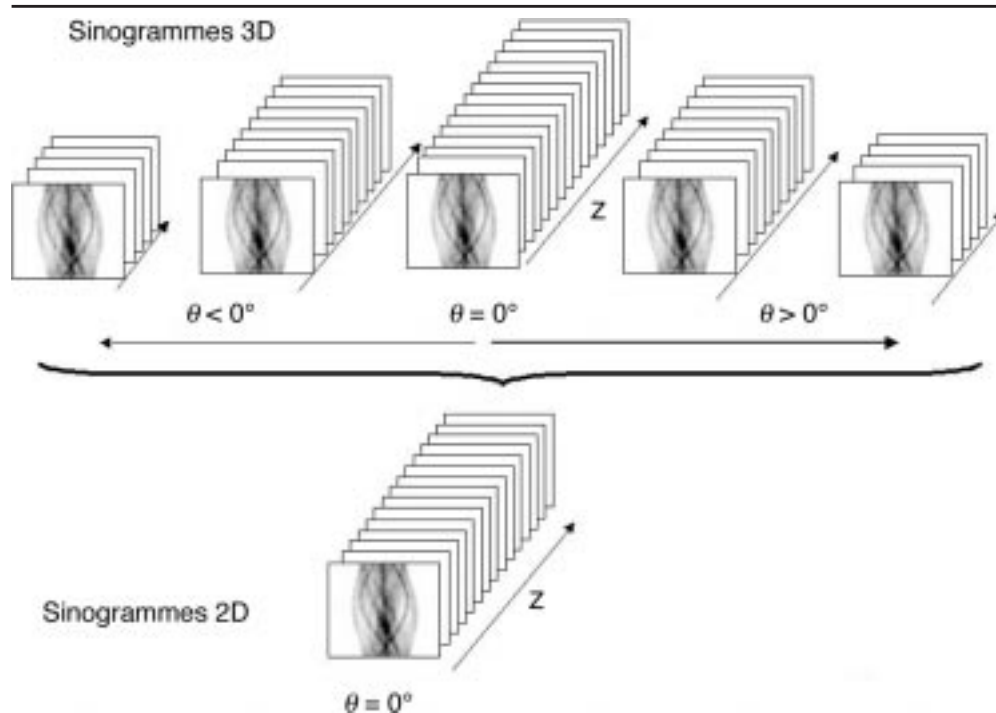 Sinogrammes 3D
Z
θ < 0°
θ = 0°
θ > 0°
Z
Sinogrammes 2D
θ = 0°